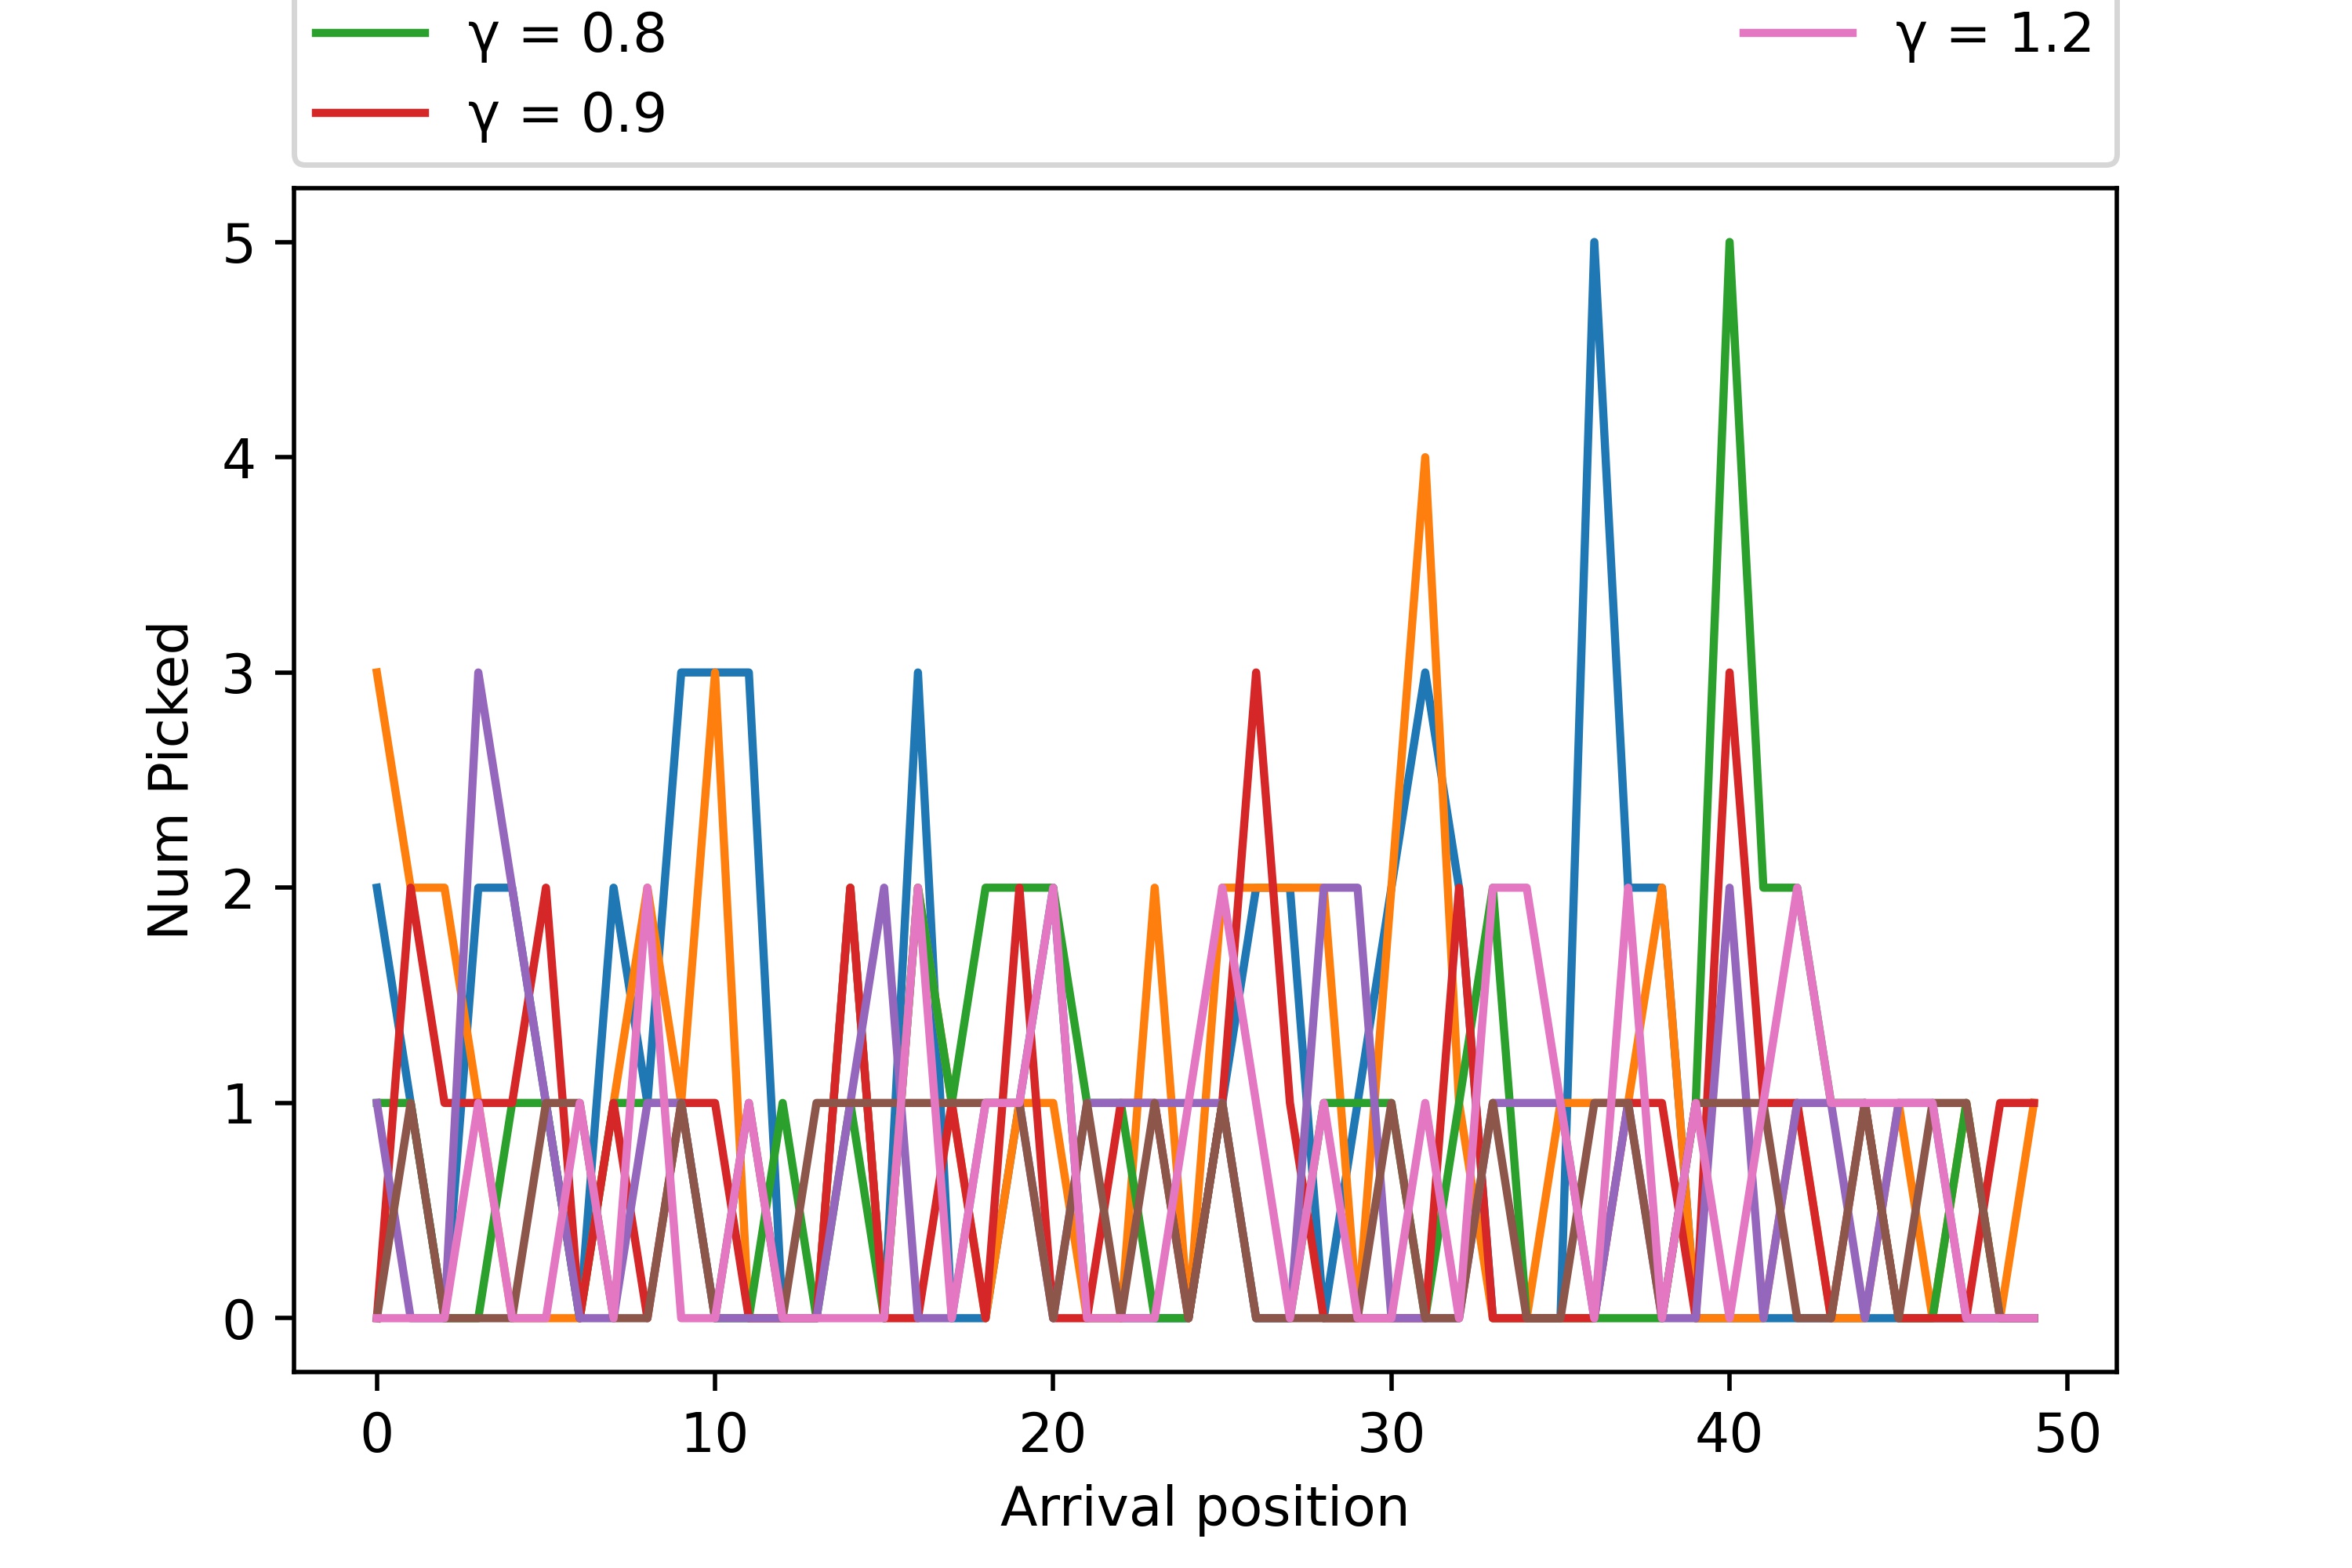 γ = 0.8
γ = 1.2
γ = 0.9
5
4
3
2
1
0
Num Picked
0 10 20 30 40 50
Arrival position